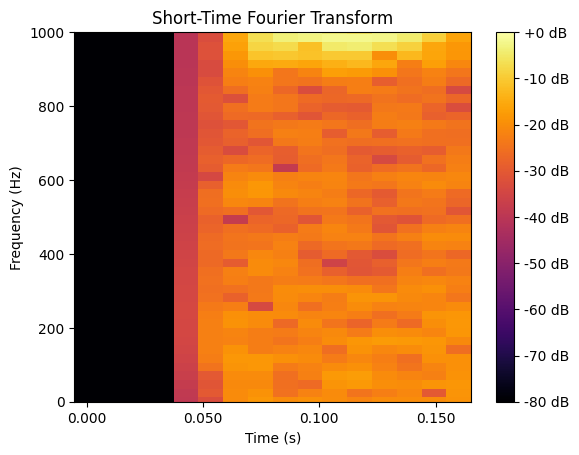 Short-Time Fourier Transform
1000
800
600
400
200
0
Frequency (Hz)
0.000
0.050
0.100
0.150
Time (s)
+0 dB
-10 dB
-20 dB
-30 dB
-40 dB
-50 dB
-60 dB
-70 dB
-80 dB